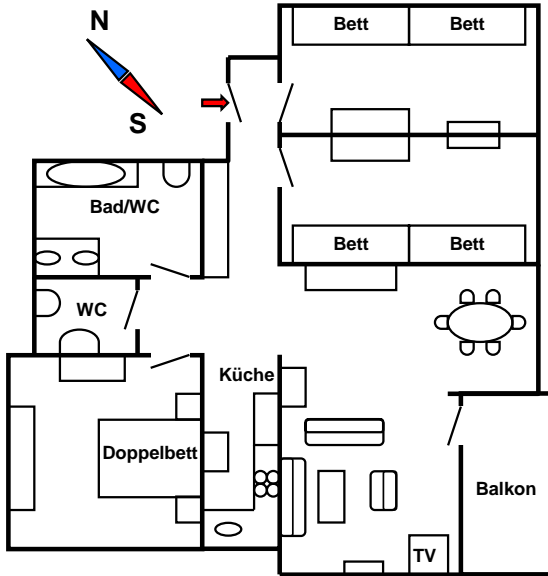 Bett Bett
N
S
Bett Bett
Bad/WC
WC
Küche
Doppelbett
Balkon
TV